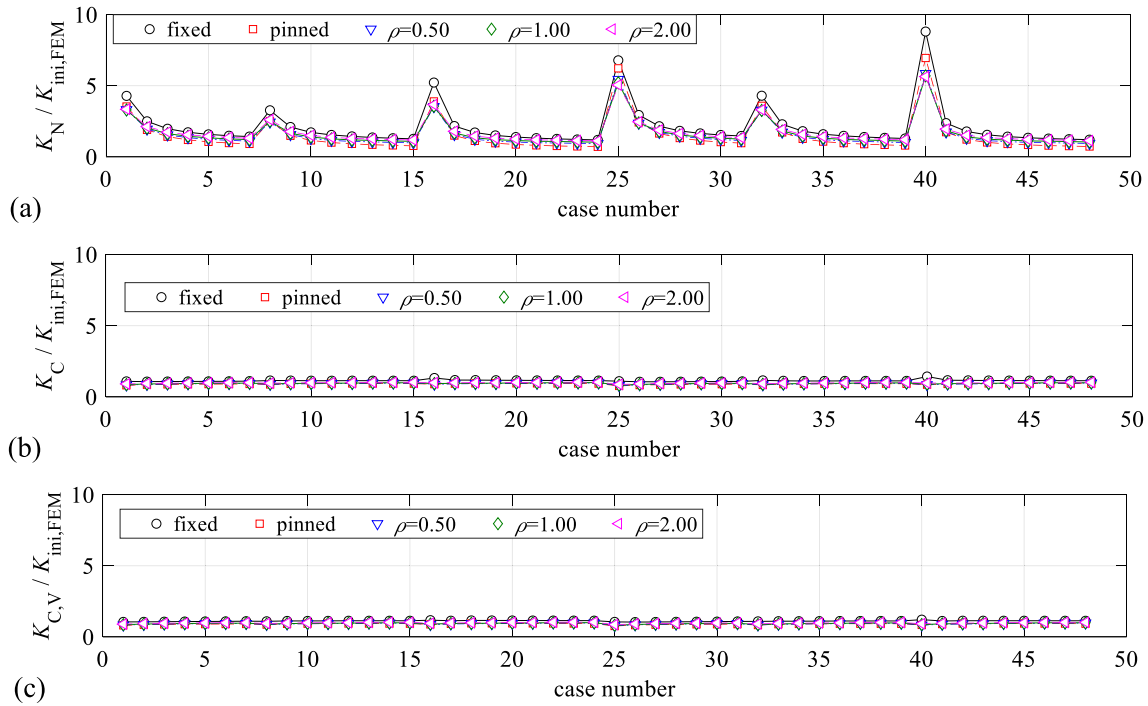 10
5
0
K_N / K_ini,FEM
fixed pinned ρ=0.50 ρ=1.00 ρ=2.00
0 5 10 15 20 25 30 35 40 45 50
(a)
case number
10
5
0
K_C / K_ini,FEM
fixed pinned ρ=0.50 ρ=1.00 ρ=2.00
0 5 10 15 20 25 30 35 40 45 50
(b)
case number
10
5
0
K_C,V / K_ini,FEM
fixed pinned ρ=0.50 ρ=1.00 ρ=2.00
0 5 10 15 20 25 30 35 40 45 50
(c)
case number